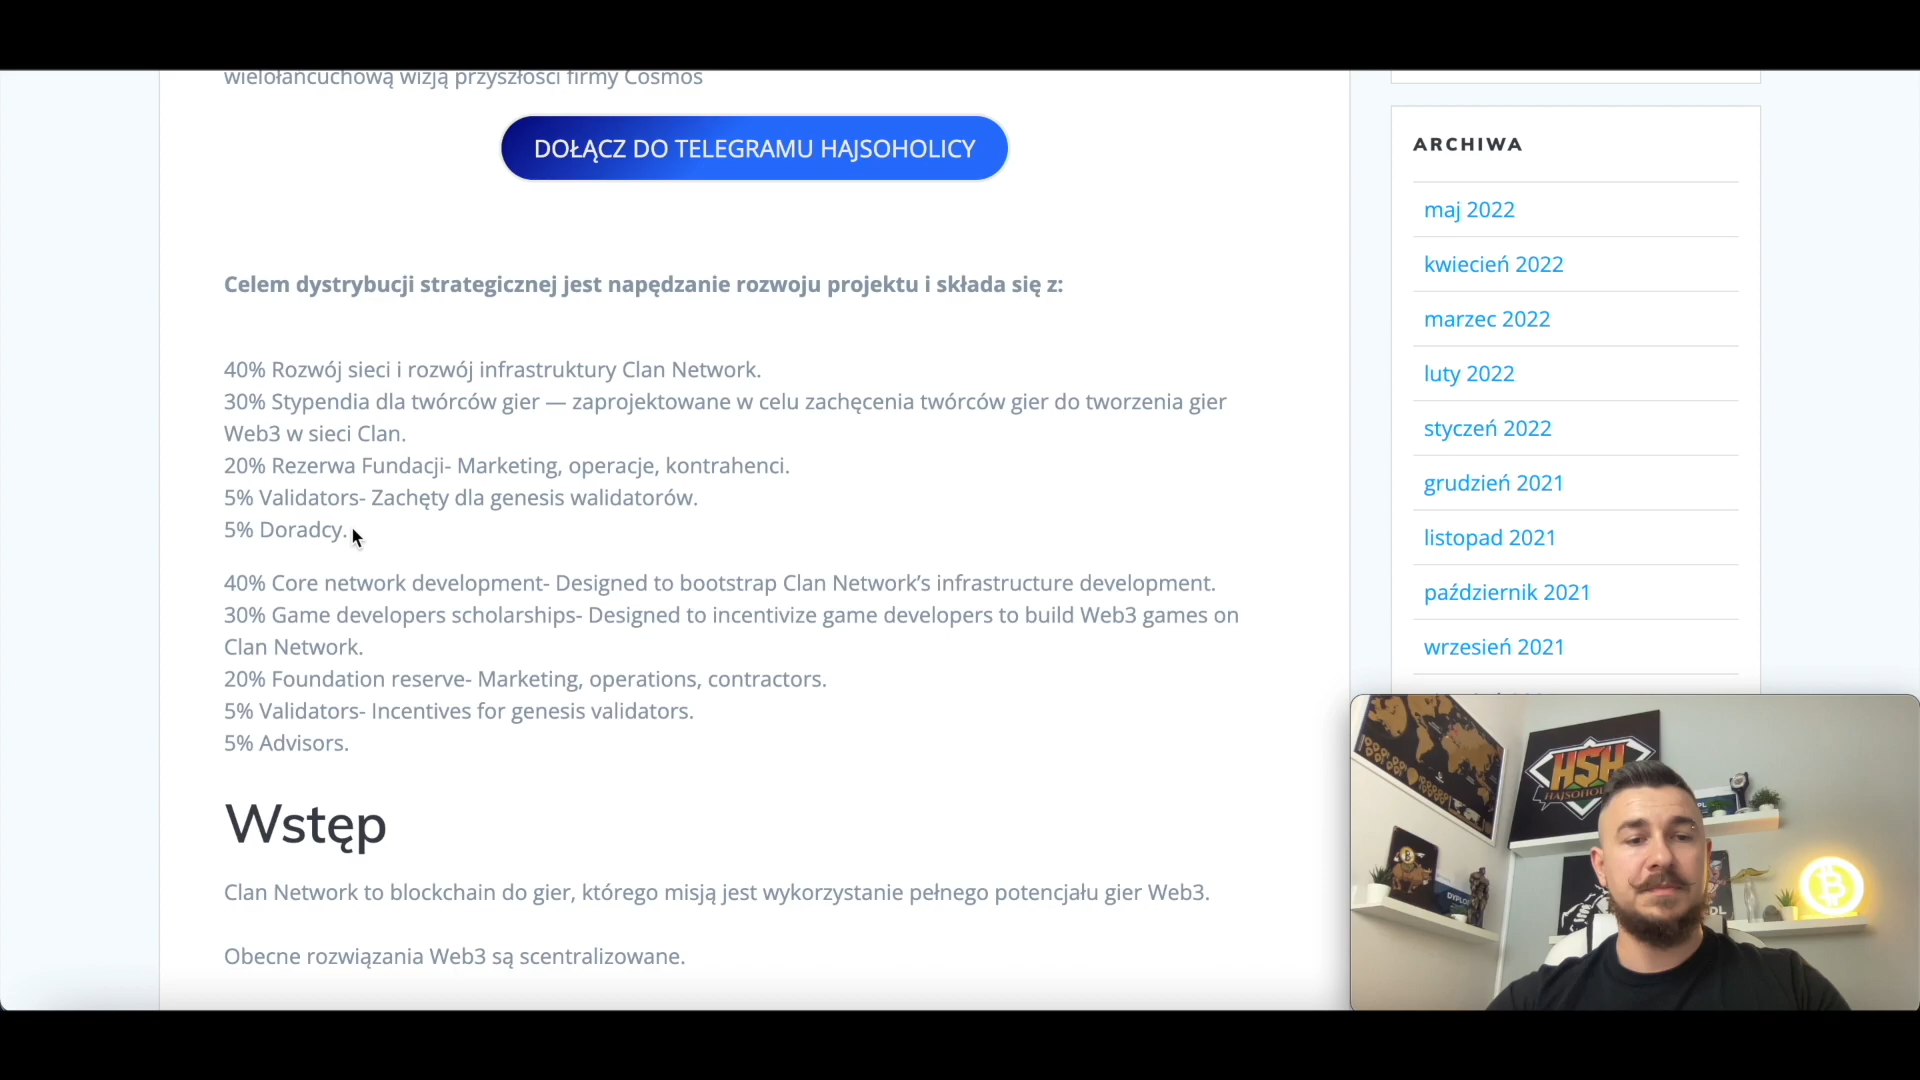 wielołańcuchową wizją przyszłości firmy Cosmos
DOŁĄCZ DO TELEGRAMU HAJSOHOLICY
Celem dystrybucji strategicznej jest napędzanie rozwoju projektu i składa się z:
40% Rozwój sieci i rozwój infrastruktury Clan Network.
30% Stypendia dla twórców gier — zaprojektowane w celu zachęcenia twórców gier do tworzenia gier
Web3 w sieci Clan.
20% Rezerwa Fundacji- Marketing, operacje, kontrahenci.
5% Validators- Zachęty dla genesis walidatorów.
5% Doradcy.
40% Core network development- Designed to bootstrap Clan Network’s infrastructure development.
30% Game developers scholarships- Designed to incentivize game developers to build Web3 games on
Clan Network.
20% Foundation reserve- Marketing, operations, contractors.
5% Validators- Incentives for genesis validators.
5% Advisors.
Wstęp
Clan Network to blockchain do gier, którego misją jest wykorzystanie pełnego potencjału gier Web3.
Obecne rozwiązania Web3 są scentralizowane.
ARCHIWA
maj 2022
kwiecień 2022
marzec 2022
luty 2022
styczeń 2022
grudzień 2021
listopad 2021
październik 2021
wrzesień 2021
HSH